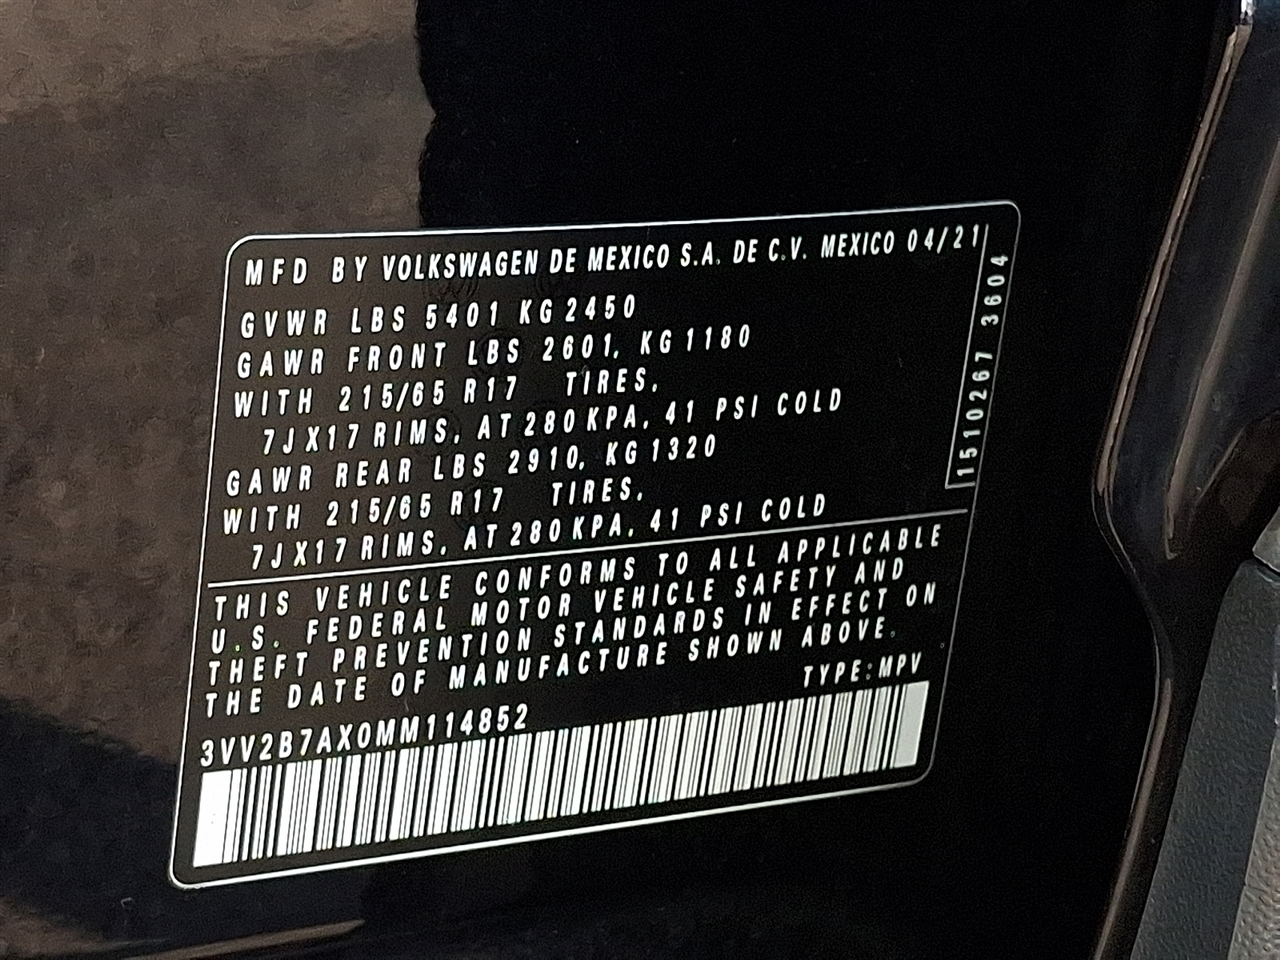 MFD BY VOLKSWAGEN DE MEXICO S.A. DE C.V. MEXICO 04/21
GVWR LBS 5401 KG 2450
GAWR FRONT LBS 2601, KG 1180
WITH 215/65 R17 TIRES,
7JX17 RIMS, AT 280 KPA, 41 PSI COLD
GAWR REAR LBS 2910, KG 1320
WITH 215/65 R17 TIRES,
7JX17 RIMS, AT 280 KPA, 41 PSI COLD
1510267 3604
THIS VEHICLE CONFORMS TO ALL APPLICABLE
U.S. FEDERAL MOTOR VEHICLE SAFETY AND
THEFT PREVENTION STANDARDS IN EFFECT ON
THE DATE OF MANUFACTURE SHOWN ABOVE.
TYPE: MPV
3VV2B7AX0MM114852